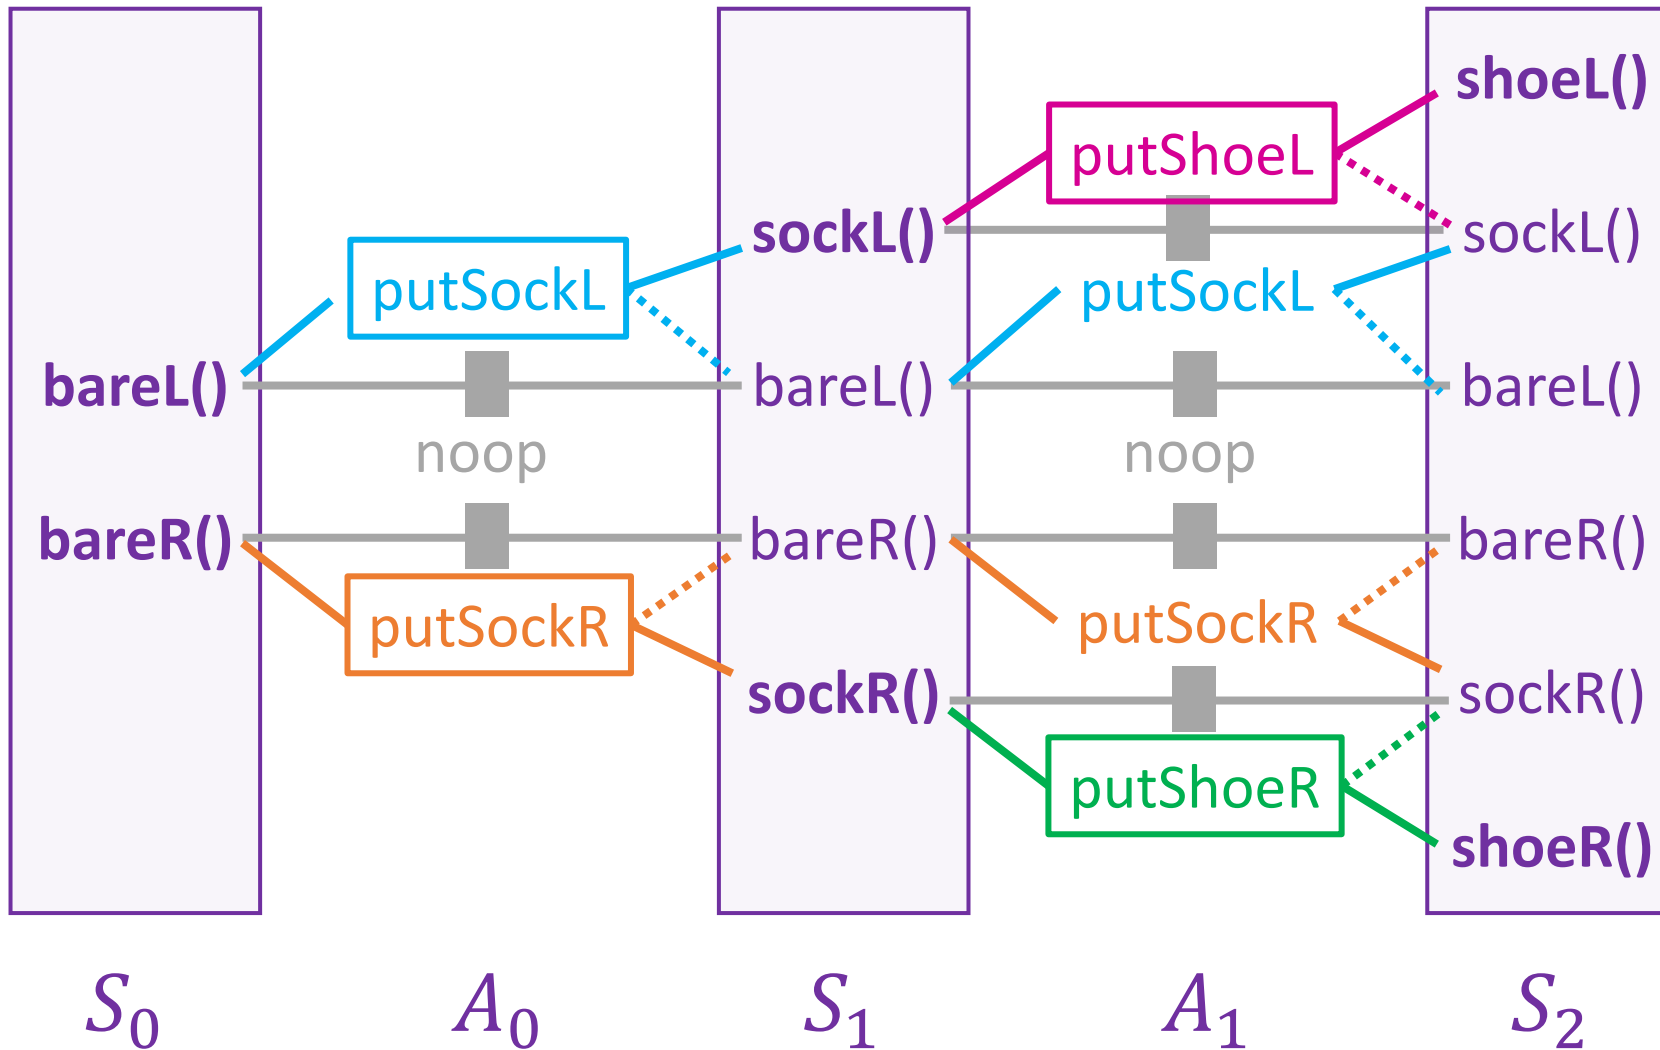 shoeL()
putShoeL
sockL()
sockL()
putSockL
putSockL
bareL()
bareL()
bareL()
noop
noop
bareR()
bareR()
bareR()
putSockR
putSockR
sockR()
sockR()
putShoeR
shoeR()
S₀ A₀ S₁ A₁ S₂